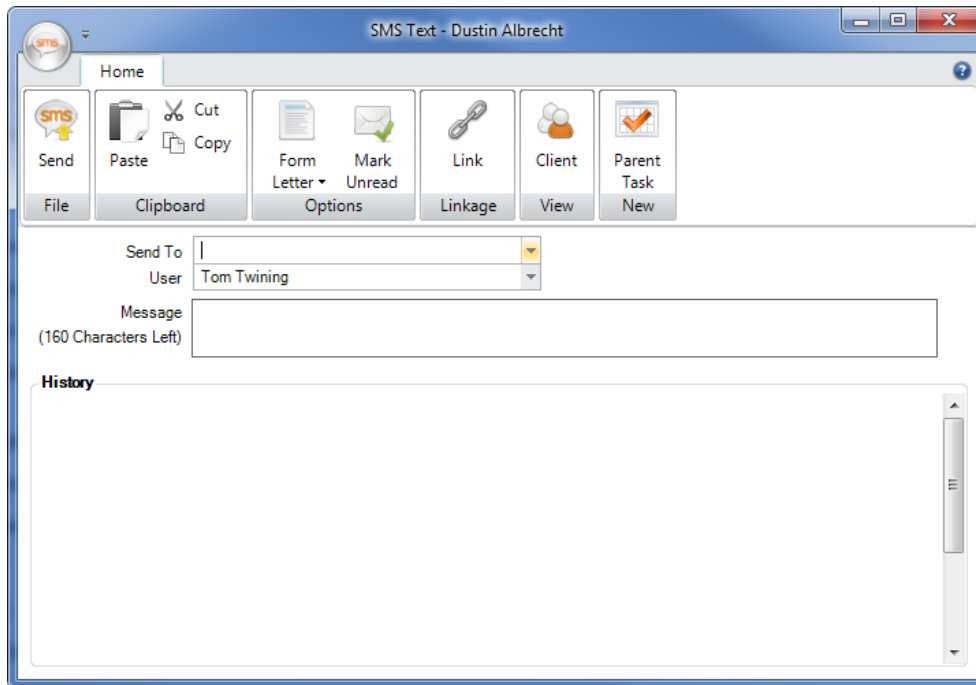 SMS Text - Dustin Albrecht
sms
Home
sms
Send
Paste
Cut
Copy
Form
Letter
Mark
Unread
Link
Client
Parent
Task
File
Clipboard
Options
Linkage
View
New
Send To
User
Tom Twining
Message
(160 Characters Left)
History